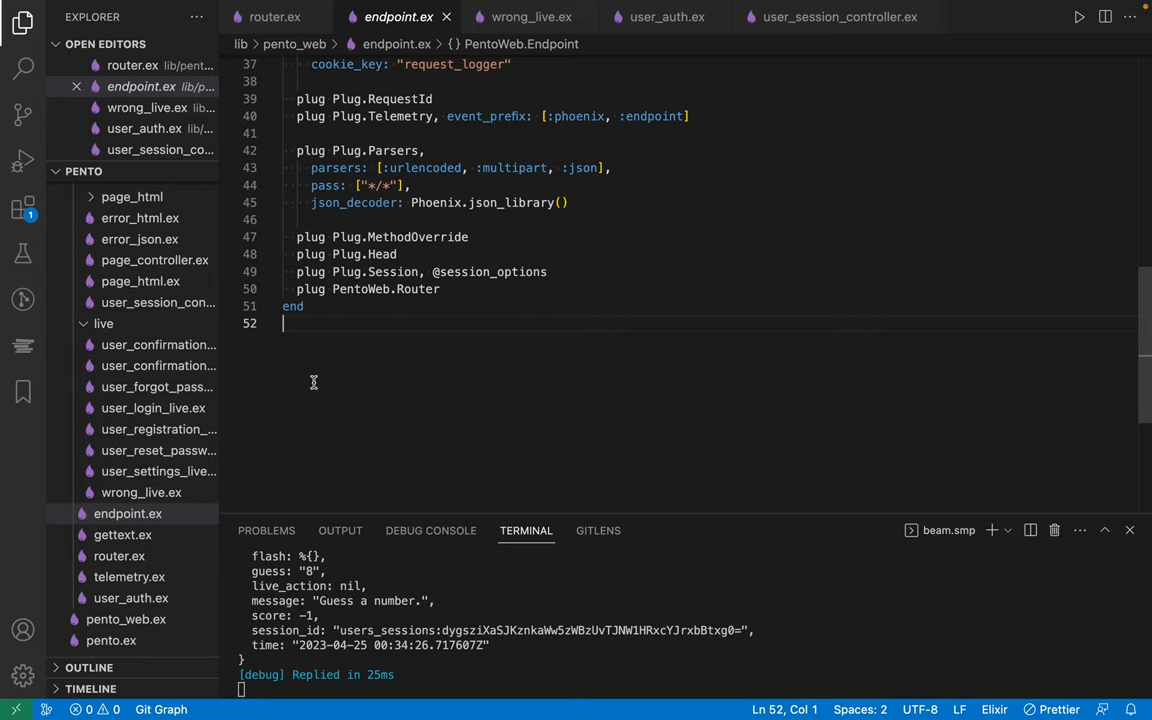 EXPLORER
router.ex
endpoint.ex
wrong_live.ex
user_auth.ex
user_session_controller.ex
OPEN EDITORS
router.ex lib/pent...
endpoint.ex lib/p...
wrong_live.ex lib...
user_auth.ex lib/...
user_session_co...
PENTO
page_html
error_html.ex
error_json.ex
page_controller.ex
page_html.ex
user_session_con...
live
user_confirmation...
user_confirmation...
user_forgot_pass...
user_login_live.ex
user_registration_...
user_reset_passw...
user_settings_live...
wrong_live.ex
endpoint.ex
gettext.ex
router.ex
telemetry.ex
user_auth.ex
pento_web.ex
pento.ex
OUTLINE
TIMELINE
1
lib > pento_web > endpoint.ex > {} PentoWeb.Endpoint
37 cookie_key: "request_logger"
38
39 plug Plug.RequestId
40 plug Plug.Telemetry, event_prefix: [:phoenix, :endpoint]
41
42 plug Plug.Parsers,
43 parsers: [:urlencoded, :multipart, :json],
44 pass: ["*/*"],
45 json_decoder: Phoenix.json_library()
46
47 plug Plug.MethodOverride
48 plug Plug.Head
49 plug Plug.Session, @session_options
50 plug PentoWeb.Router
51 end
52
PROBLEMS OUTPUT DEBUG CONSOLE TERMINAL GITLENS
beam.smp
flash: %{},
guess: "8",
live_action: nil,
message: "Guess a number.",
score: -1,
session_id: "users_sessions:dygsziXaSJKznkaWw5zWBzUvTJNW1HRxcYJrxbBtxg0=",
time: "2023-04-25 00:34:26.717607Z"
}
[debug] Replied in 25ms
0 0 Git Graph
Ln 52, Col 1 Spaces: 2 UTF-8 LF Elixir Prettier